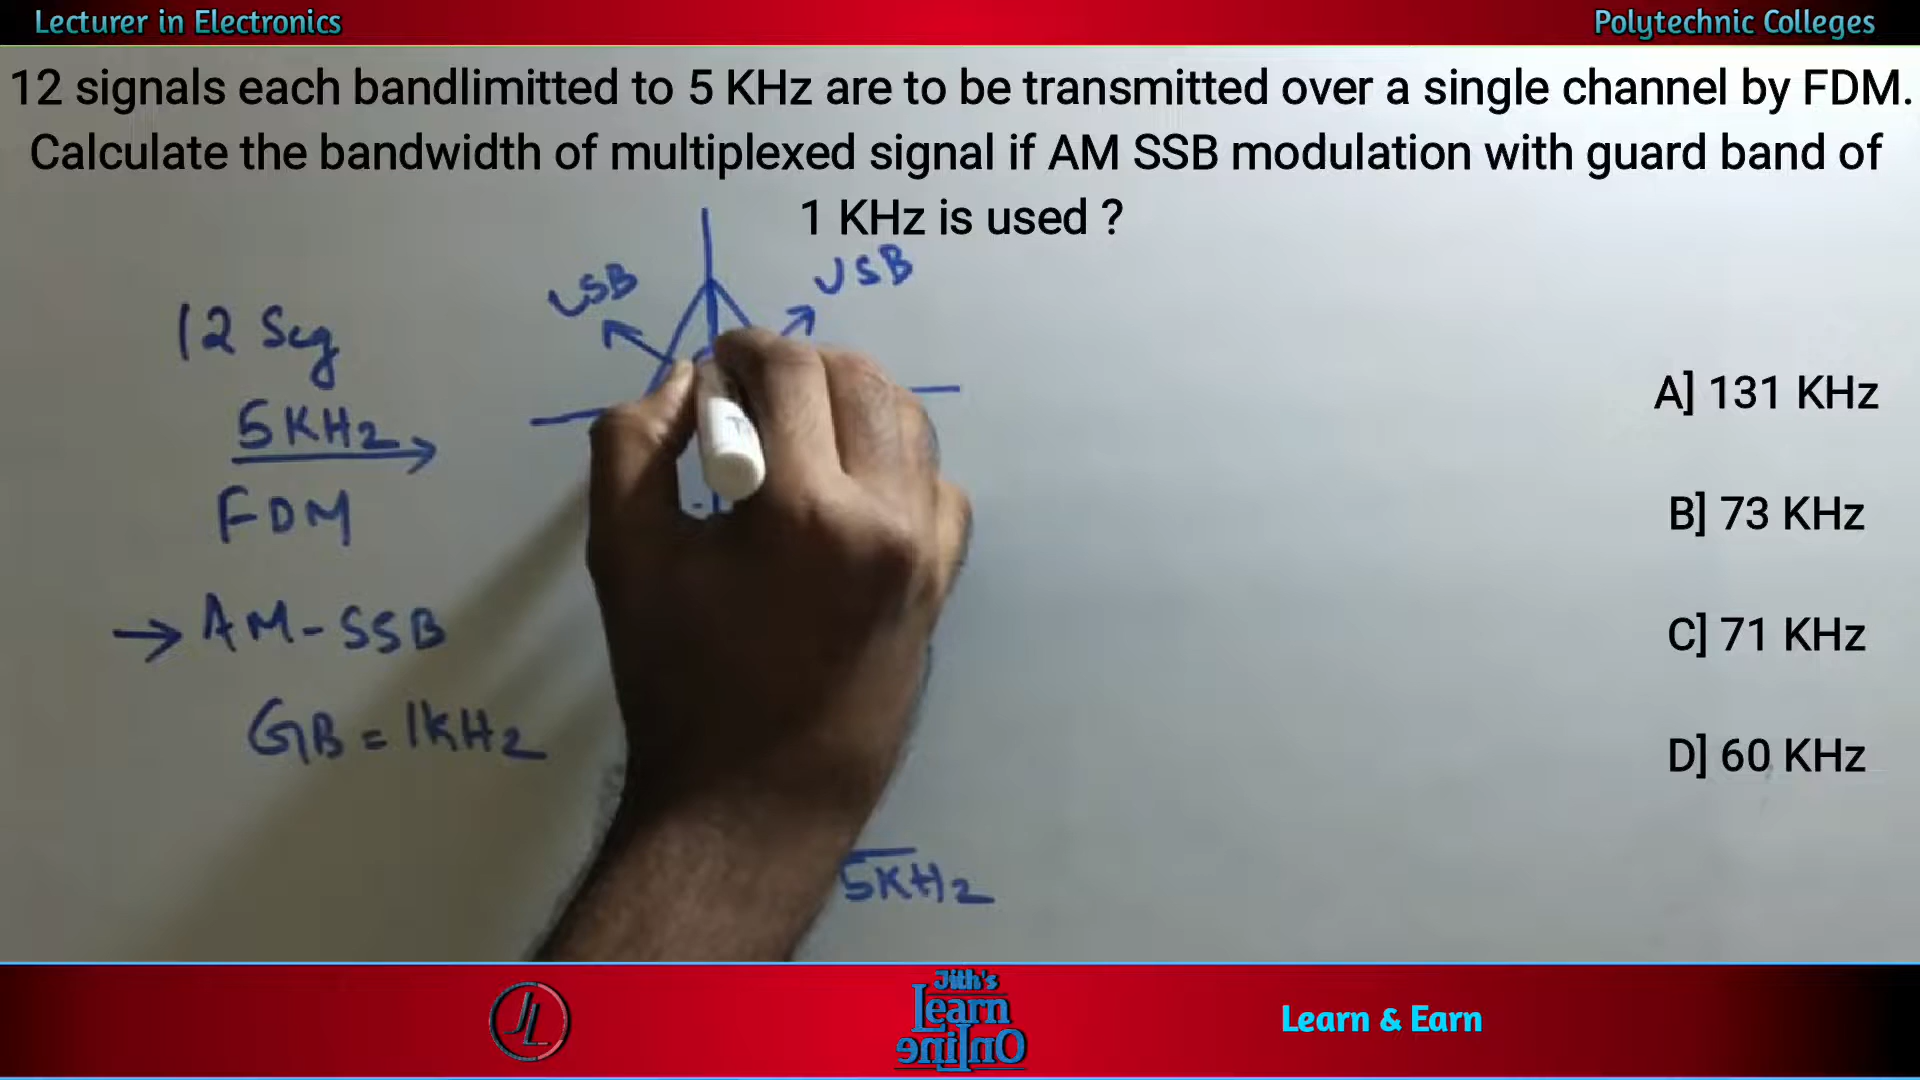 Lecturer in Electronics
Polytechnic Colleges
12 signals each bandlimitted to 5 KHz are to be transmitted over a single channel by FDM.
Calculate the bandwidth of multiplexed signal if AM SSB modulation with guard band of
1 KHz is used ?
USB
12 Sig
5KHz
FDM
→ AM-SSB
GB = 1KHz
5KHz
A] 131 KHz
B] 73 KHz
C] 71 KHz
D] 60 KHz
JL
Jith's
Learn
OnlIne
Learn & Earn